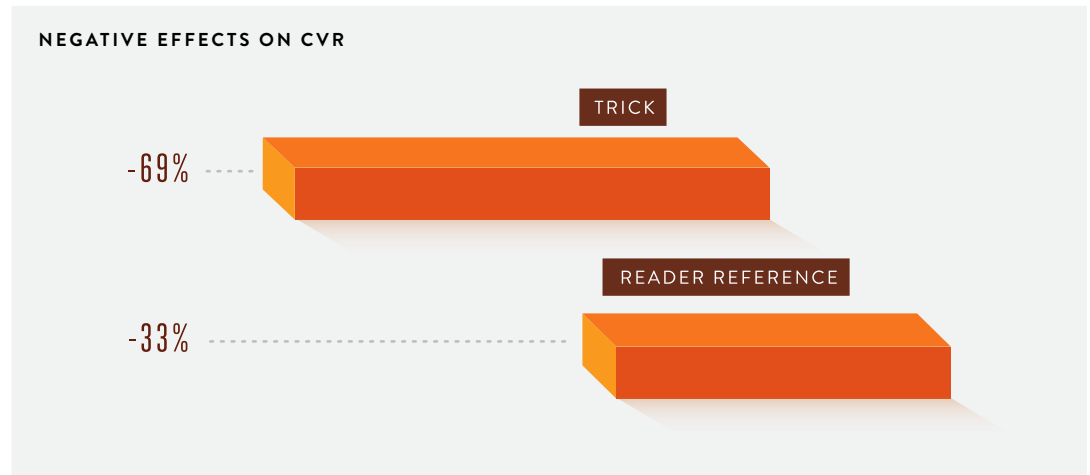 NEGATIVE EFFECTS ON CVR
TRICK
-69%
READER REFERENCE
-33%